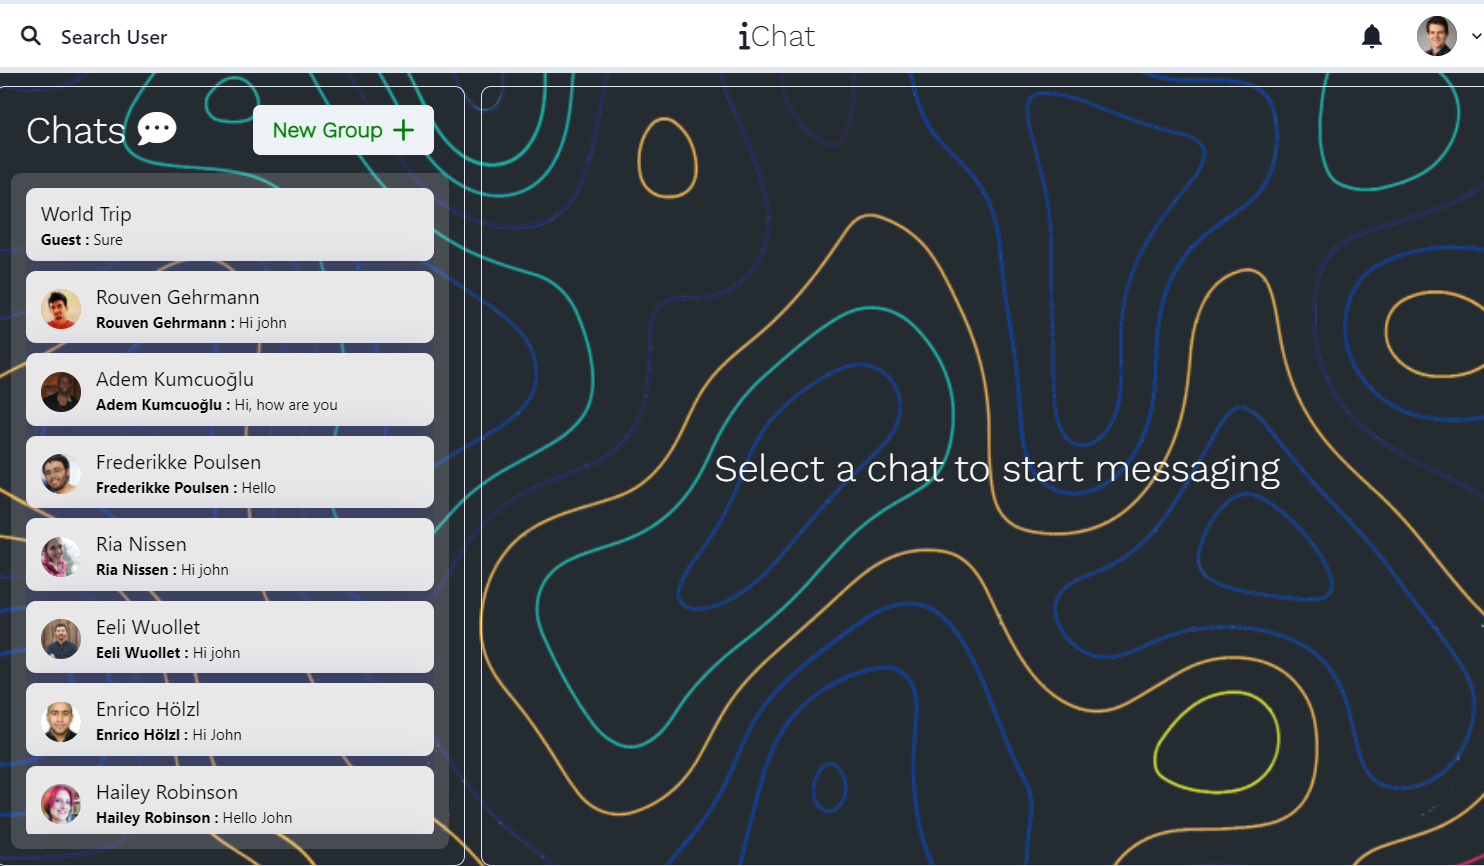 Search User
iChat
Chats
New Group
World Trip
Guest : Sure
Rouven Gehrmann
Rouven Gehrmann : Hi john
Adem Kumcuoğlu
Adem Kumcuoğlu : Hi, how are you
Frederikke Poulsen
Frederikke Poulsen : Hello
Ria Nissen
Ria Nissen : Hi john
Eeli Wuollet
Eeli Wuollet : Hi john
Enrico Hölzl
Enrico Hölzl : Hi John
Hailey Robinson
Hailey Robinson : Hello John
Select a chat to start messaging